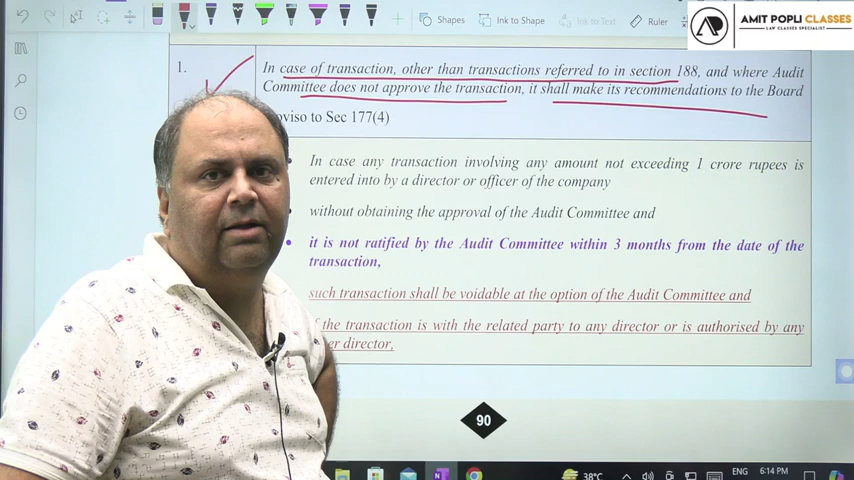 Shapes
Ink to Shape
Ink to Text
Ruler
AMIT POPLI CLASSES
LAW CLASSES SPECIALIST
1.
In case of transaction, other than transactions referred to in section 188, and where Audit
Committee does not approve the transaction, it shall make its recommendations to the Board
to Sec 177(4)
• In case any transaction involving any amount not exceeding 1 crore rupees is
entered into by a director or officer of the company
• without obtaining the approval of the Audit Committee and
• it is not ratified by the Audit Committee within 3 months from the date of the
transaction,
such transaction shall be voidable at the option of the Audit Committee and
the transaction is with the related party to any director or is authorised by any
director,
90
38°C
ENG
6:14 PM